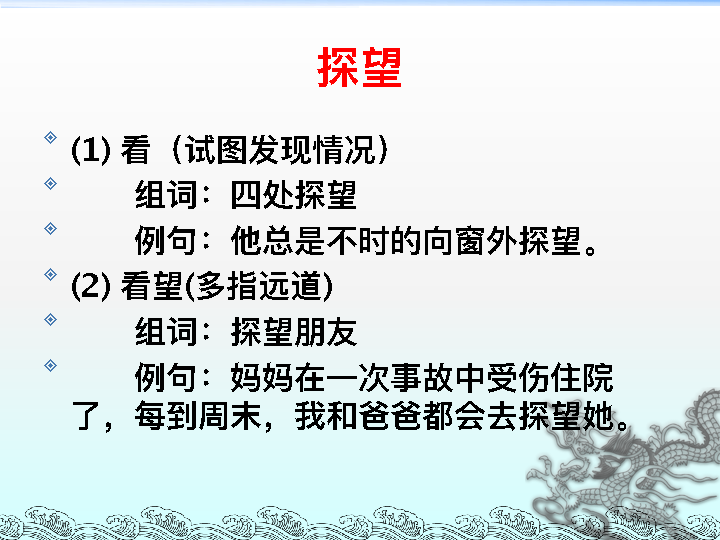 探望
(1) 看（试图发现情况）
组词：四处探望
例句：他总是不时的向窗外探望。
(2) 看望(多指远道)
组词：探望朋友
例句：妈妈在一次事故中受伤住院
了，每到周末，我和爸爸都会去探望她。